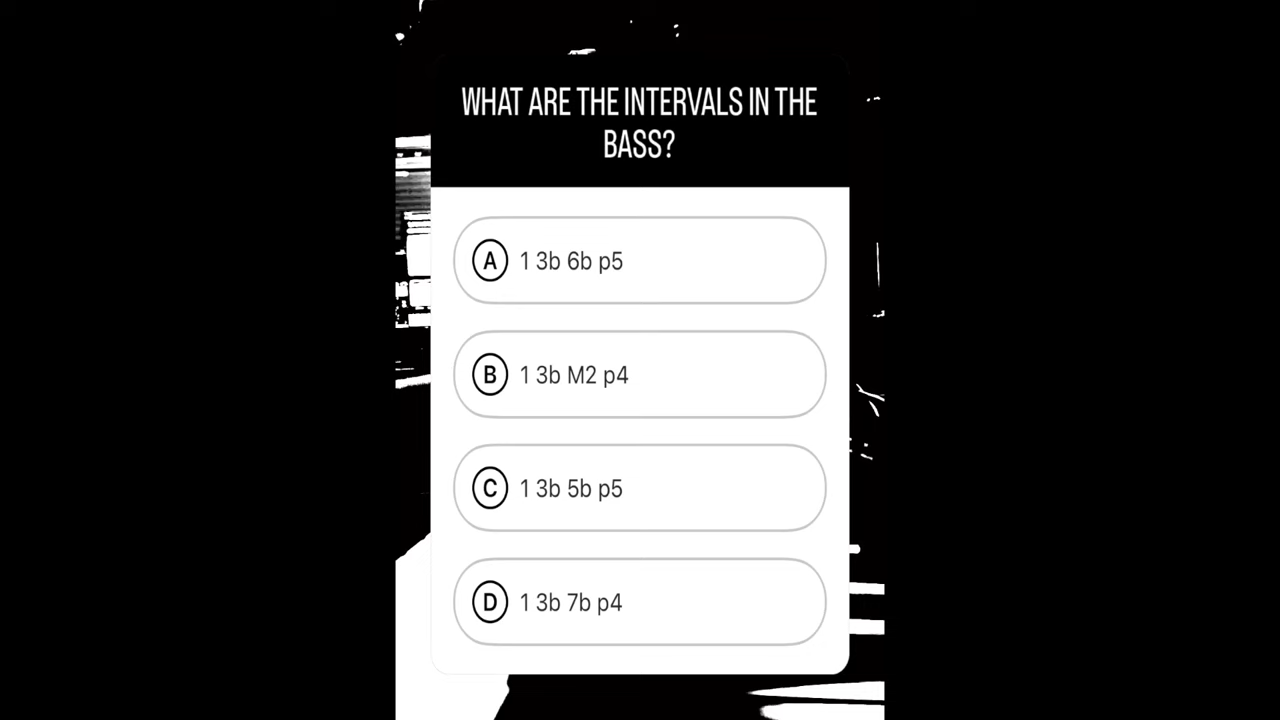 WHAT ARE THE INTERVALS IN THE
BASS?
A 1 3b 6b p5
B 1 3b M2 p4
C 1 3b 5b p5
D 1 3b 7b p4